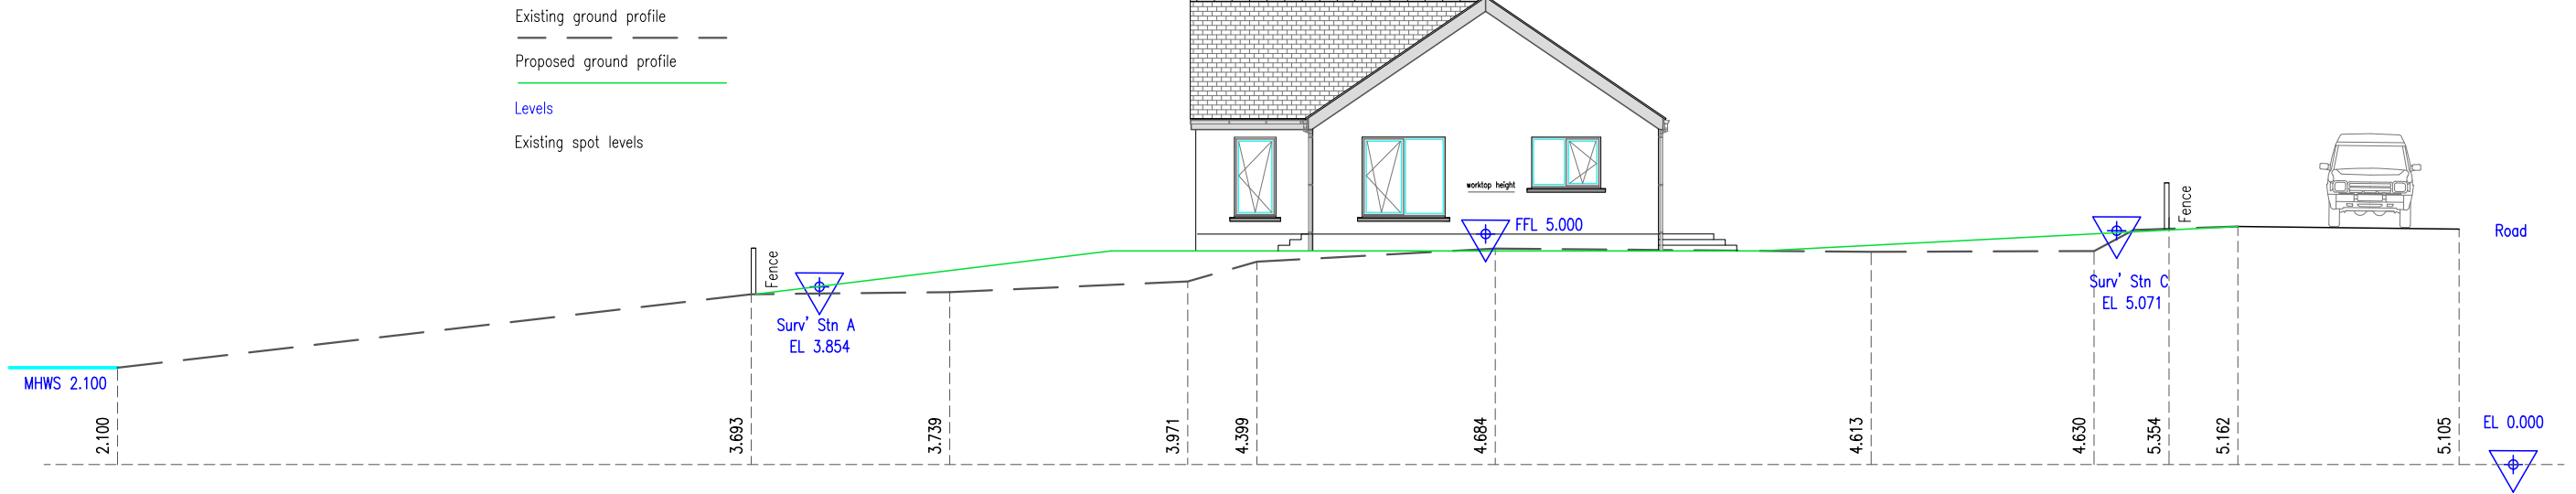 Existing ground profile
Proposed ground profile
Levels
Existing spot levels
worktop height
FFL 5.000
Fence
Fence
Road
Surv' Stn A
EL 3.854
Surv' Stn C
EL 5.071
MHWS 2.100
EL 0.000
2.100
3.693
3.739
3.971
4.399
4.684
4.613
4.630
5.354
5.162
5.105